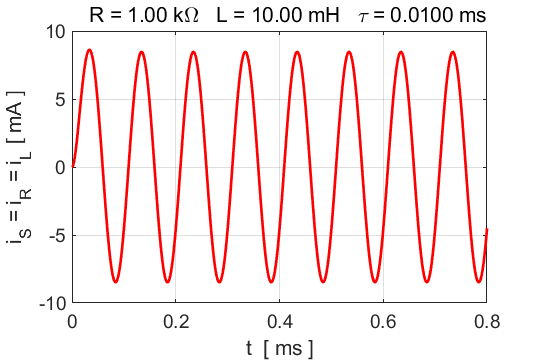 R = 1.00 kΩ L = 10.00 mH τ = 0.0100 ms
10
5
0
-5
-10
i_S = i_R = i_L [ mA ]
0 0.2 0.4 0.6 0.8
t [ ms ]